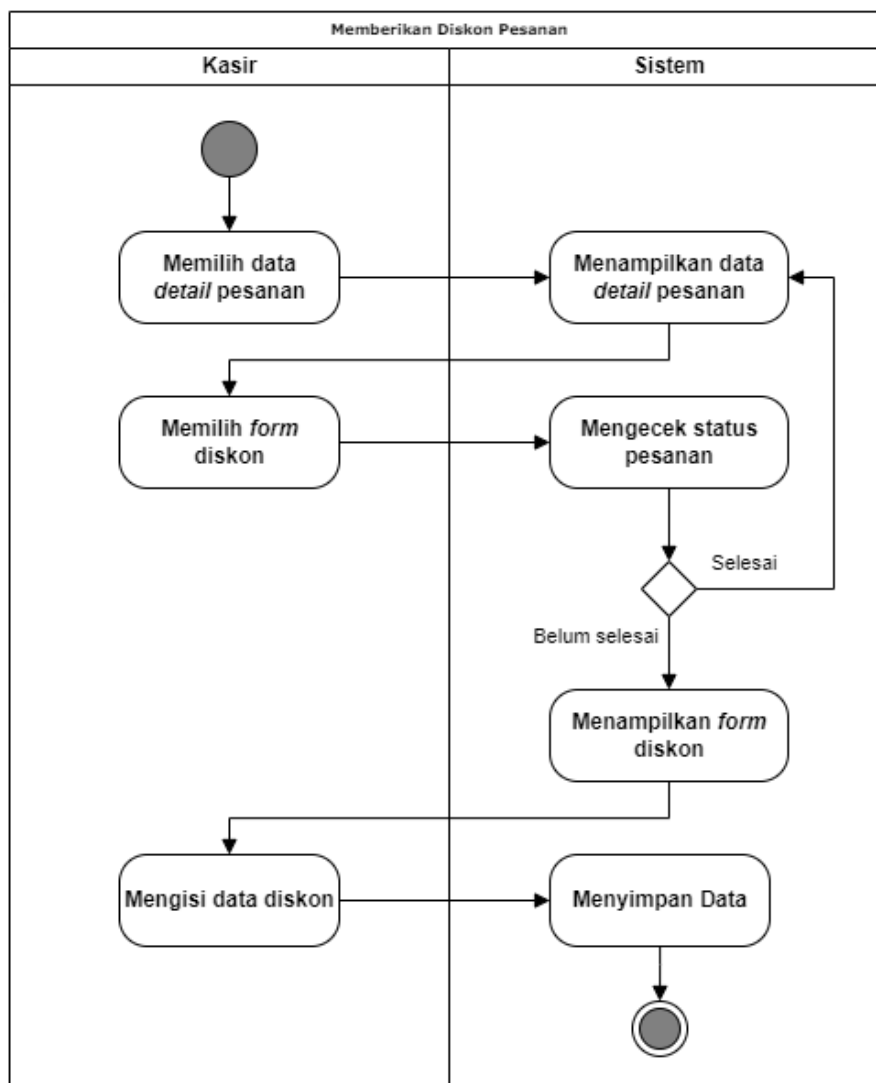 Memberikan Diskon Pesanan
Kasir
Sistem
Memilih data
detail pesanan
Menampilkan data
detail pesanan
Memilih form
diskon
Mengecek status
pesanan
Selesai
Belum selesai
Menampilkan form
diskon
Mengisi data diskon
Menyimpan Data